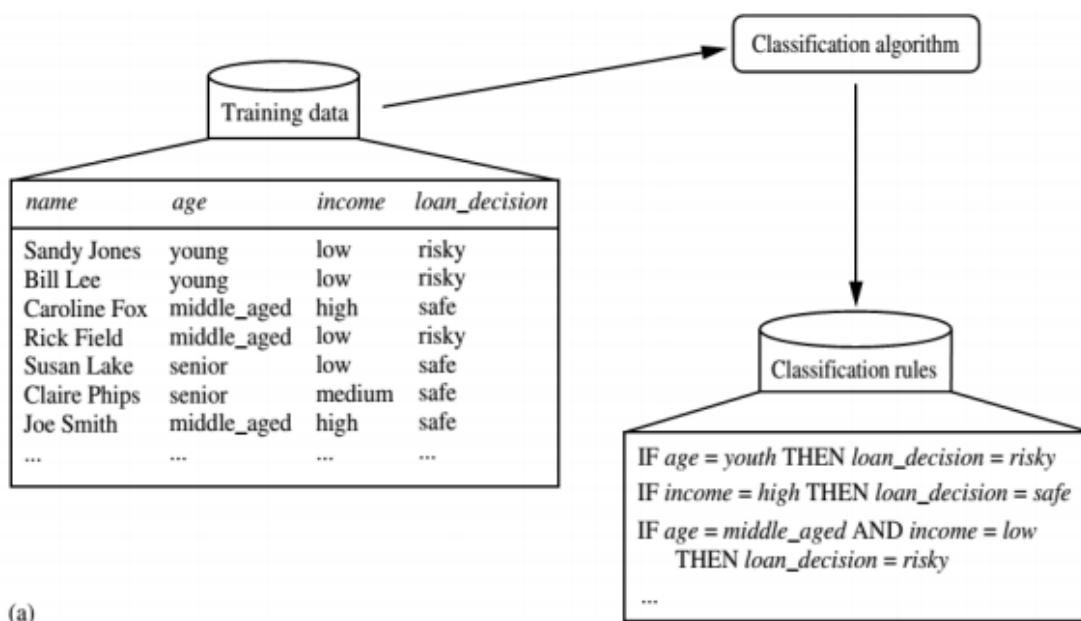 Classification algorithm
Training data
name age income loan_decision
Sandy Jones young low risky
Bill Lee young low risky
Caroline Fox middle_aged high safe
Rick Field middle_aged low risky
Susan Lake senior low safe
Claire Phips senior medium safe
Joe Smith middle_aged high safe
... ... ... ...
Classification rules
IF age = youth THEN loan_decision = risky
IF income = high THEN loan_decision = safe
IF age = middle_aged AND income = low
THEN loan_decision = risky
...
(a)